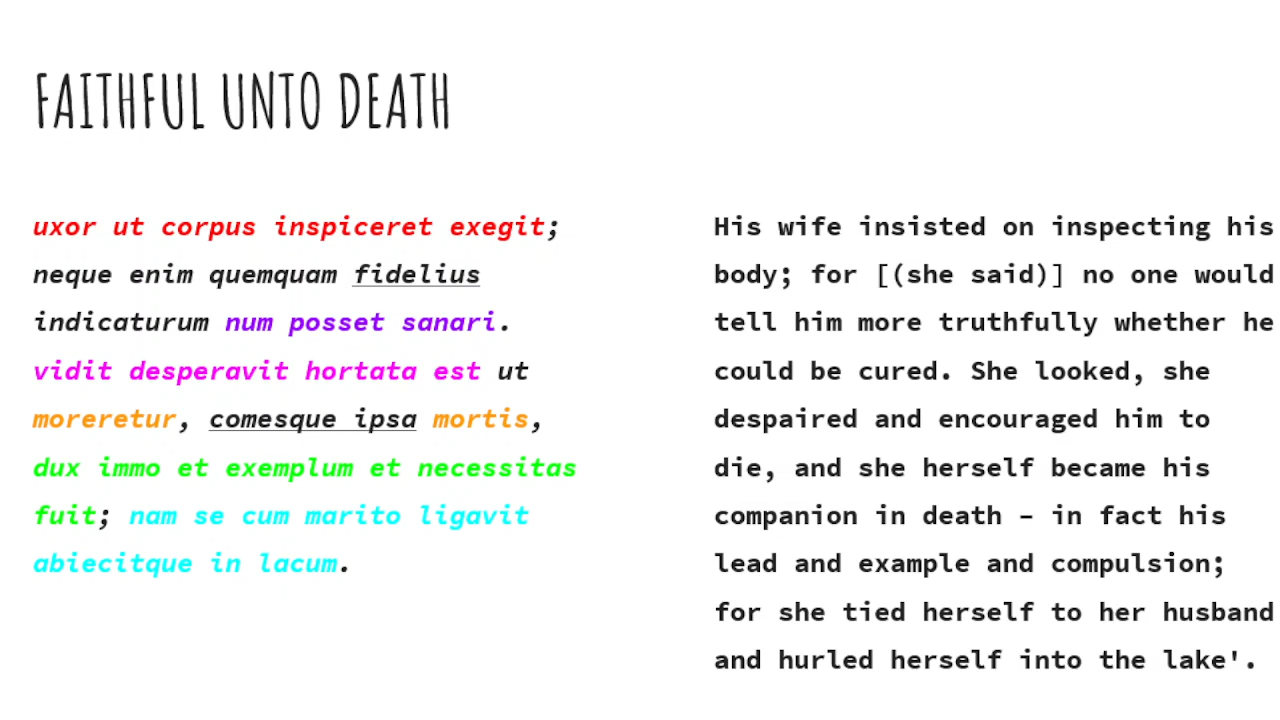 FAITHFUL UNTO DEATH
uxor ut corpus inspiceret exegit;
neque enim quemquam fidelius
indicaturum num posset sanari.
vidit desperavit hortata est ut
moreretur, comesque ipsa mortis,
dux immo et exemplum et necessitas
fuit; nam se cum marito ligavit
abiecitque in lacum.
His wife insisted on inspecting his
body; for [(she said)] no one would
tell him more truthfully whether he
could be cured. She looked, she
despaired and encouraged him to
die, and she herself became his
companion in death – in fact his
lead and example and compulsion;
for she tied herself to her husband
and hurled herself into the lake'.